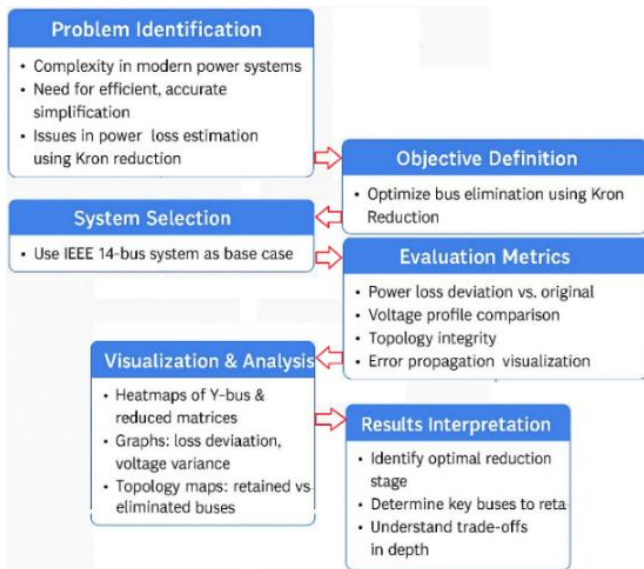 Problem Identification
• Complexity in modern power systems
• Need for efficient, accurate
simplification
• Issues in power loss estimation
using Kron reduction
Objective Definition
• Optimize bus elimination using Kron
Reduction
System Selection
• Use IEEE 14-bus system as base case
Evaluation Metrics
• Power loss deviation vs. original
• Voltage profile comparison
• Topology integrity
• Error propagation visualization
Visualization & Analysis
• Heatmaps of Y-bus &
reduced matrices
• Graphs: loss deviaation,
voltage variance
• Topology maps: retained vs
eliminated buses
Results Interpretation
• Identify optimal reduction
stage
• Determine key buses to reta
• Understand trade-offs
in depth